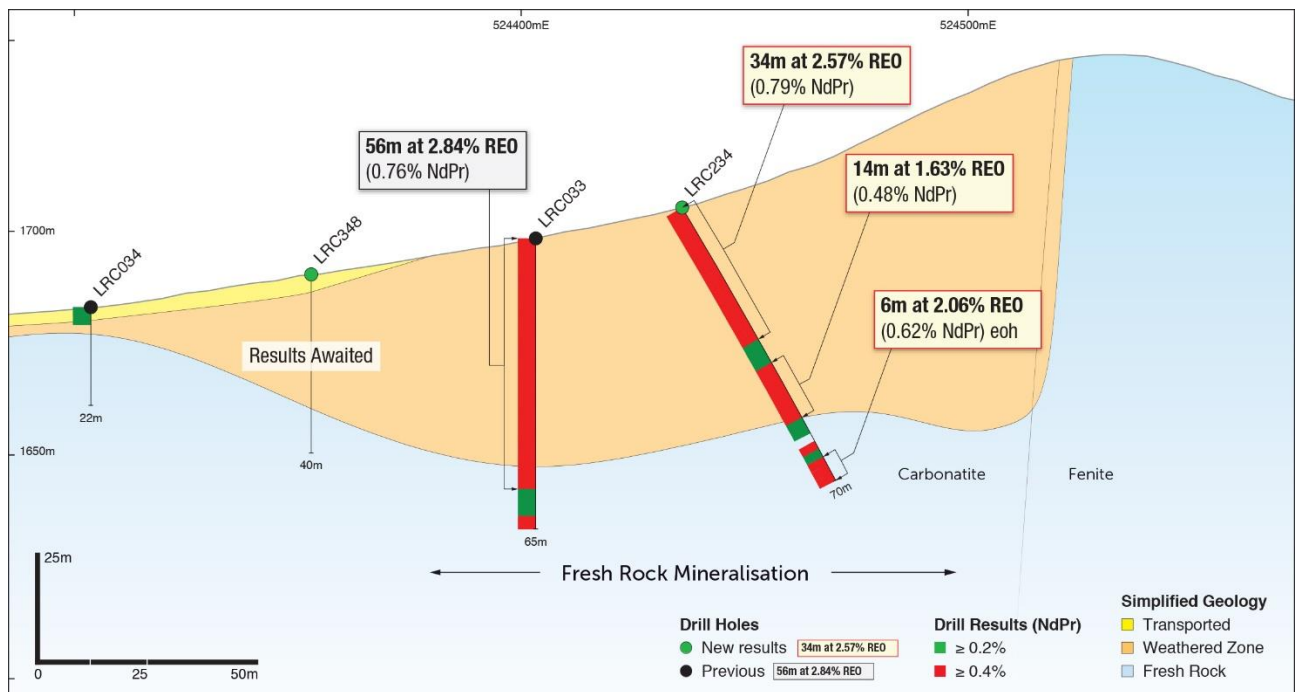 524400mE
524500mE
34m at 2.57% REO
(0.79% NdPr)
56m at 2.84% REO
(0.76% NdPr)
14m at 1.63% REO
(0.48% NdPr)
LRC234
LRC033
1700m
LRC348
LRC034
6m at 2.06% REO
(0.62% NdPr) eoh
Results Awaited
22m
1650m
40m
70m
Carbonatite
Fenite
65m
25m
Fresh Rock Mineralisation
0
25
50m
Drill Holes
New results
34m at 2.57% REO
Previous
56m at 2.84% REO
Drill Results (NdPr)
≥ 0.2%
≥ 0.4%
Simplified Geology
Transported
Weathered Zone
Fresh Rock